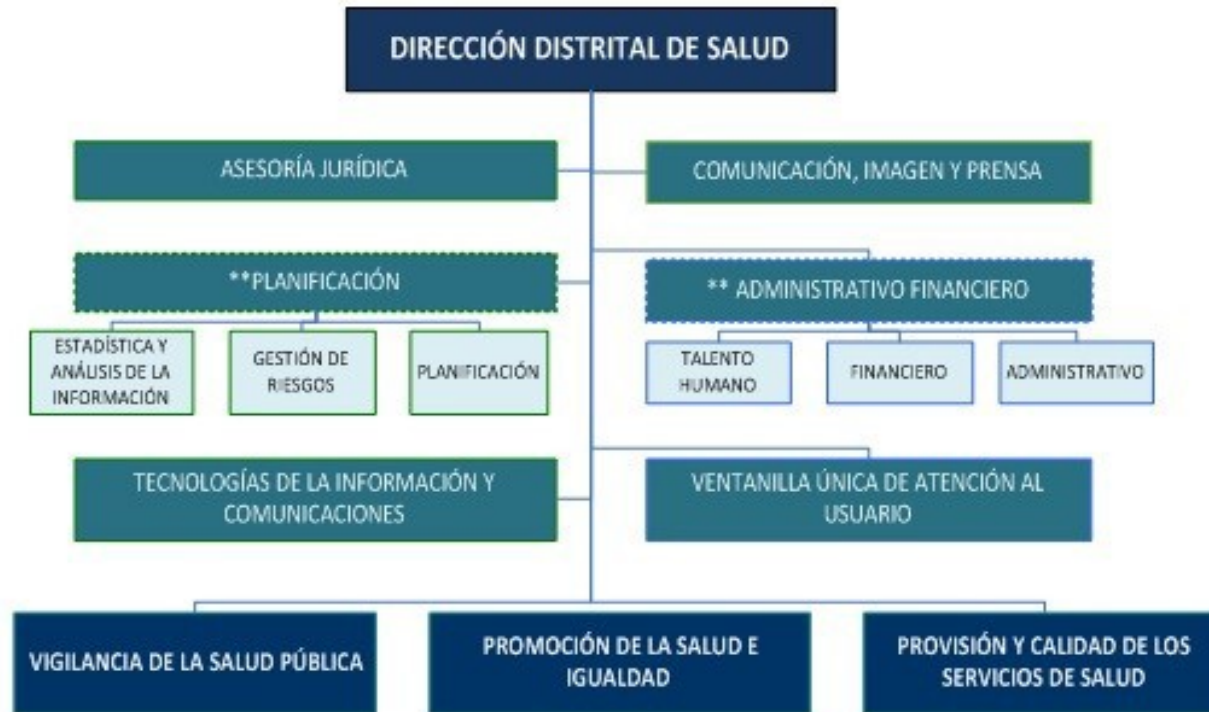 DIRECCIÓN DISTRITAL DE SALUD
ASESORÍA JURÍDICA
COMUNICACIÓN, IMAGEN Y PRENSA
**PLANIFICACIÓN
** ADMINISTRATIVO FINANCIERO
ESTADÍSTICA Y
ANÁLISIS DE LA
INFORMACIÓN
GESTIÓN DE
RIESGOS
PLANIFICACIÓN
TALENTO
HUMANO
FINANCIERO
ADMINISTRATIVO
TECNOLOGÍAS DE LA INFORMACIÓN Y
COMUNICACIONES
VENTANILLA ÚNICA DE ATENCIÓN AL
USUARIO
VIGILANCIA DE LA SALUD PÚBLICA
PROMOCIÓN DE LA SALUD E
IGUALDAD
PROVISIÓN Y CALIDAD DE LOS
SERVICIOS DE SALUD